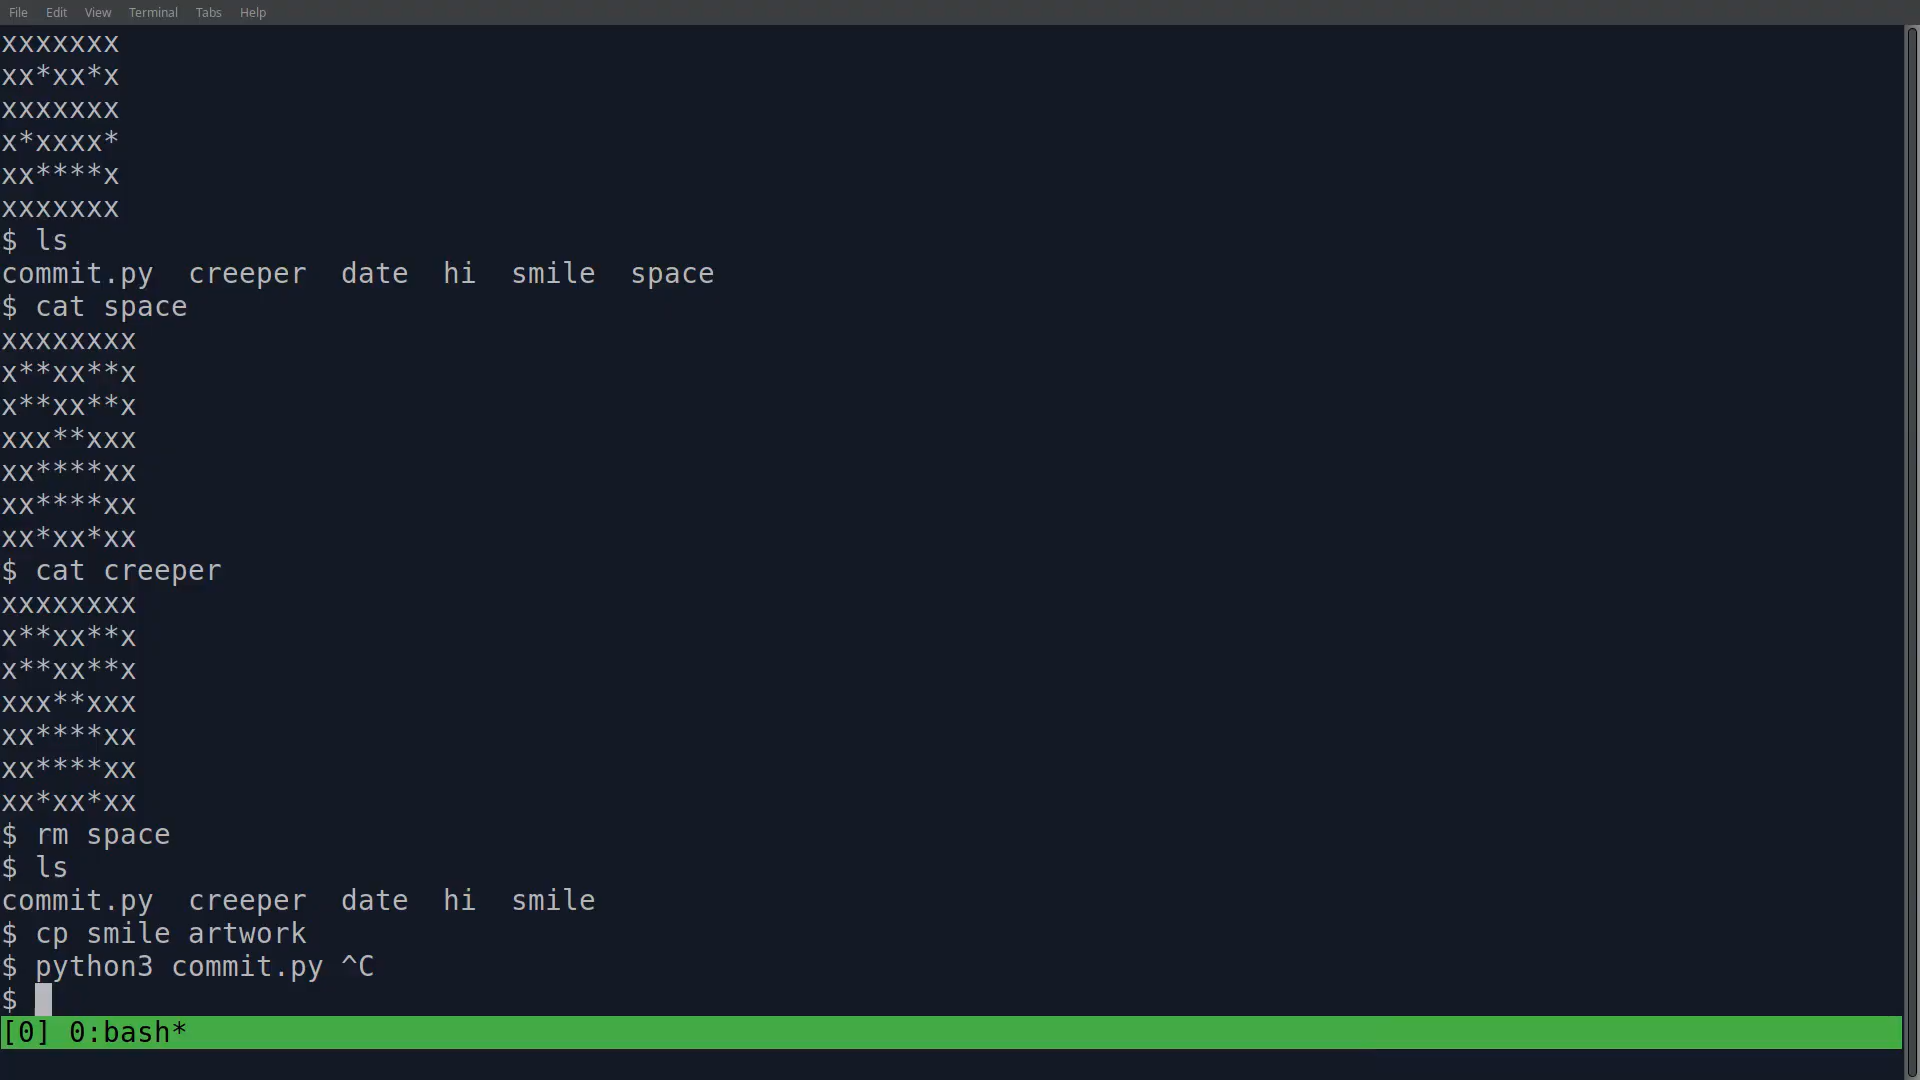 File Edit View Terminal Tabs Help
xxxxxxx
xx*xx*x
xxxxxxx
x*xxxx*
xx****x
xxxxxxx
$ ls
commit.py  creeper  date  hi  smile  space
$ cat space
xxxxxxxx
x**xx**x
x**xx**x
xxx**xxx
xx****xx
xx****xx
xx*xx*xx
$ cat creeper
xxxxxxxx
x**xx**x
x**xx**x
xxx**xxx
xx****xx
xx****xx
xx*xx*xx
$ rm space
$ ls
commit.py  creeper  date  hi  smile
$ cp smile artwork
$ python3 commit.py ^C
$
[0] 0:bash*